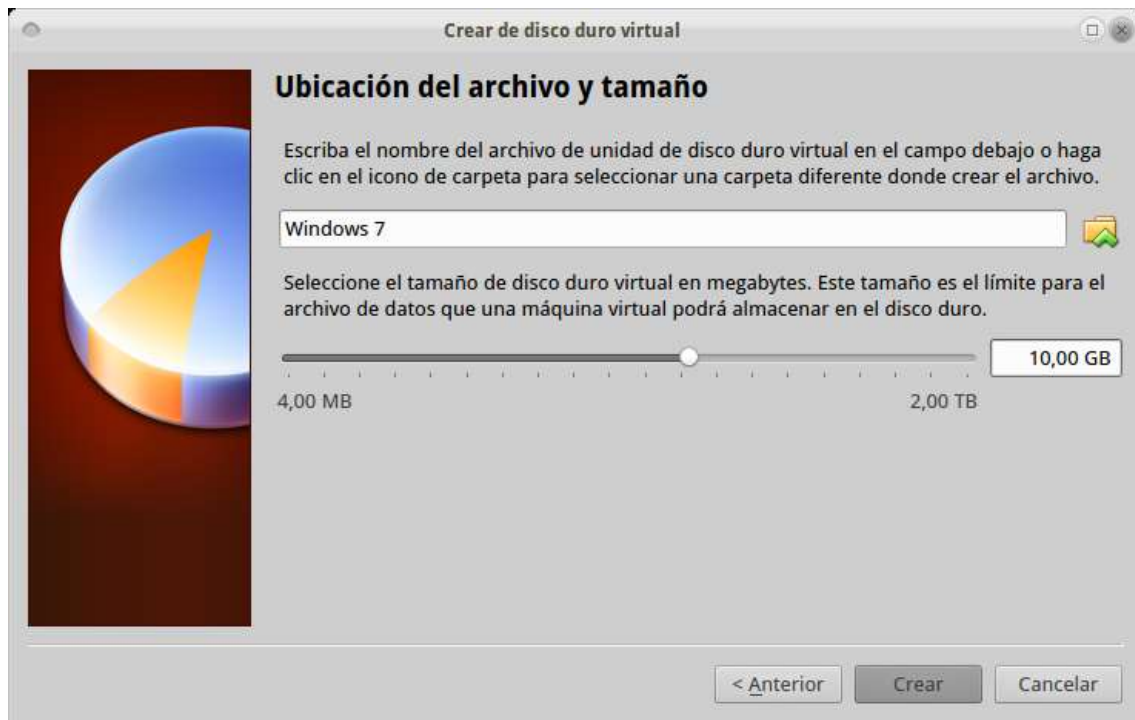 Crear de disco duro virtual
Ubicación del archivo y tamaño
Escriba el nombre del archivo de unidad de disco duro virtual en el campo debajo o haga
clic en el icono de carpeta para seleccionar una carpeta diferente donde crear el archivo.
Windows 7
Seleccione el tamaño de disco duro virtual en megabytes. Este tamaño es el límite para el
archivo de datos que una máquina virtual podrá almacenar en el disco duro.
10,00 GB
4,00 MB 2,00 TB
< Anterior Crear Cancelar